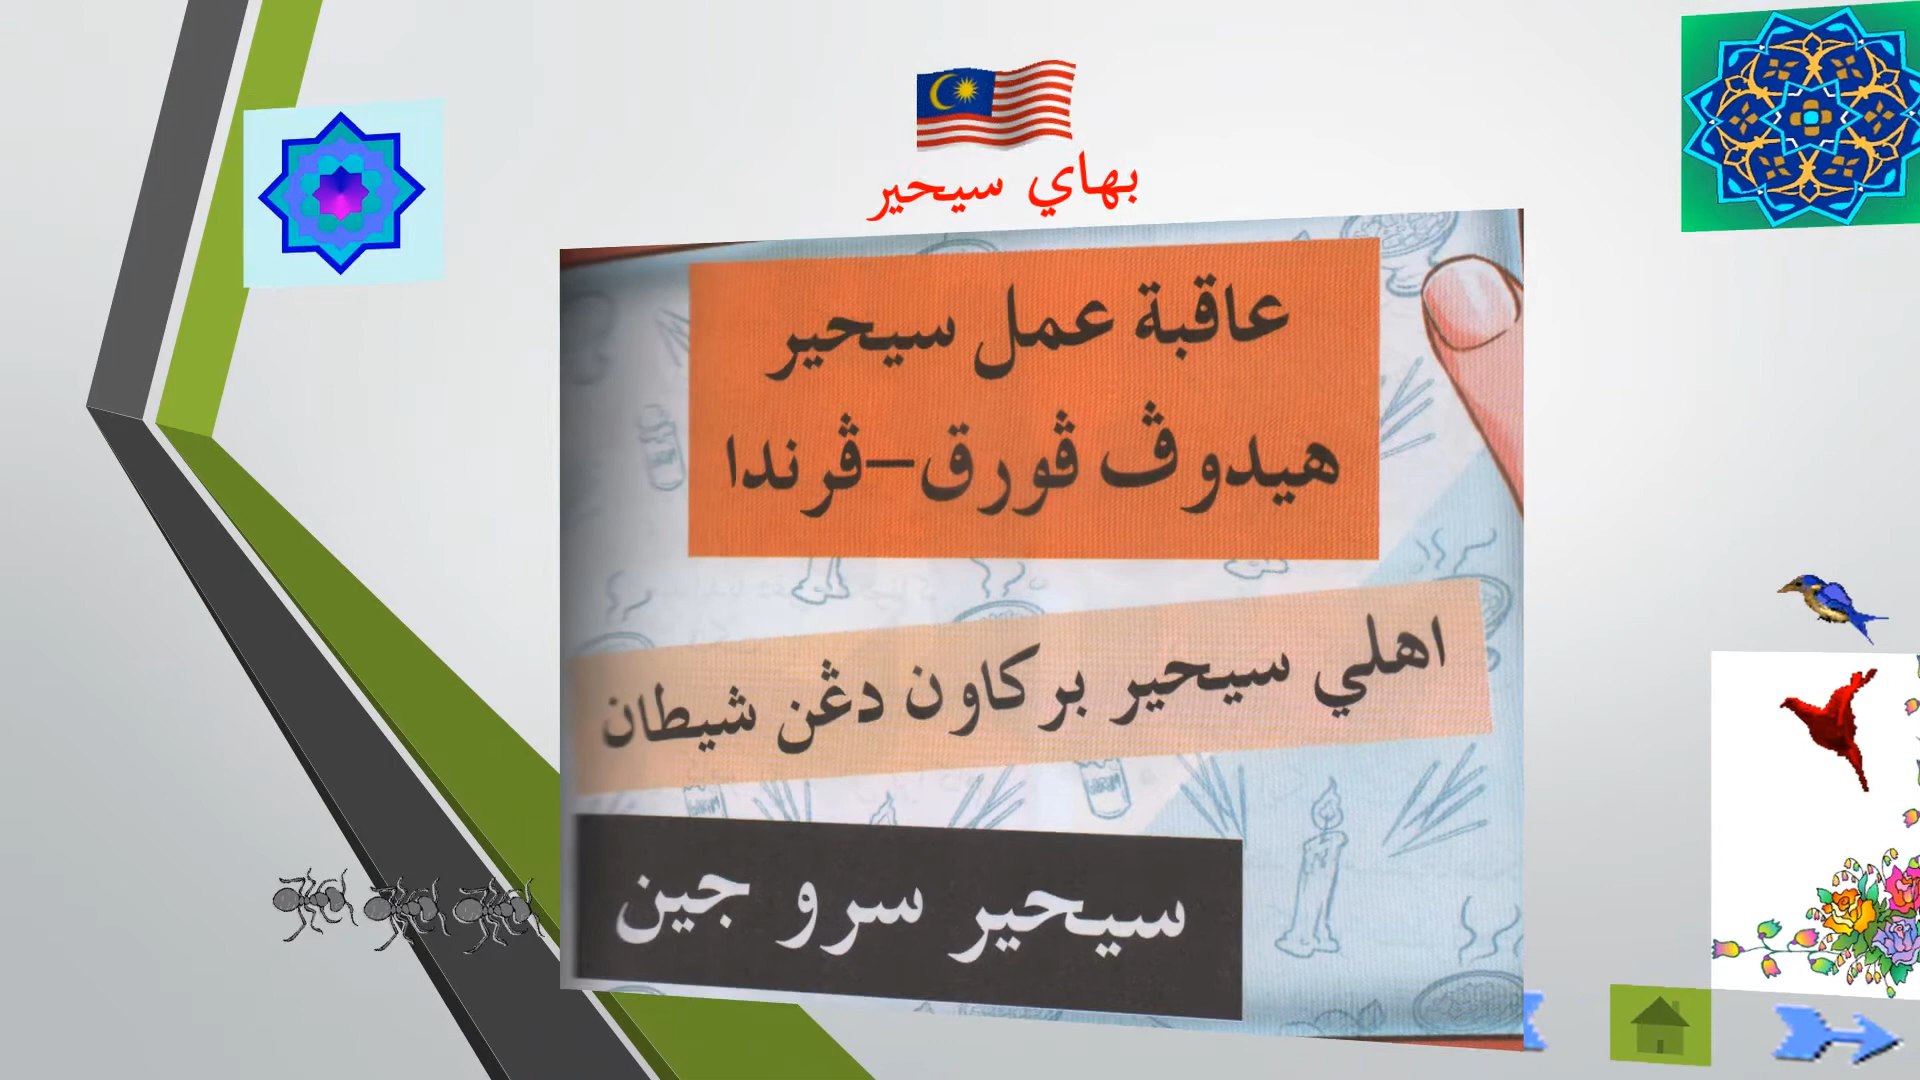 بهاي سيحير
عاقبة عمل سيحير
هيدوڤ ڤورق-ڤرندا
اهلي سيحير بركاون دڠن شيطان
سيحير سرو جين